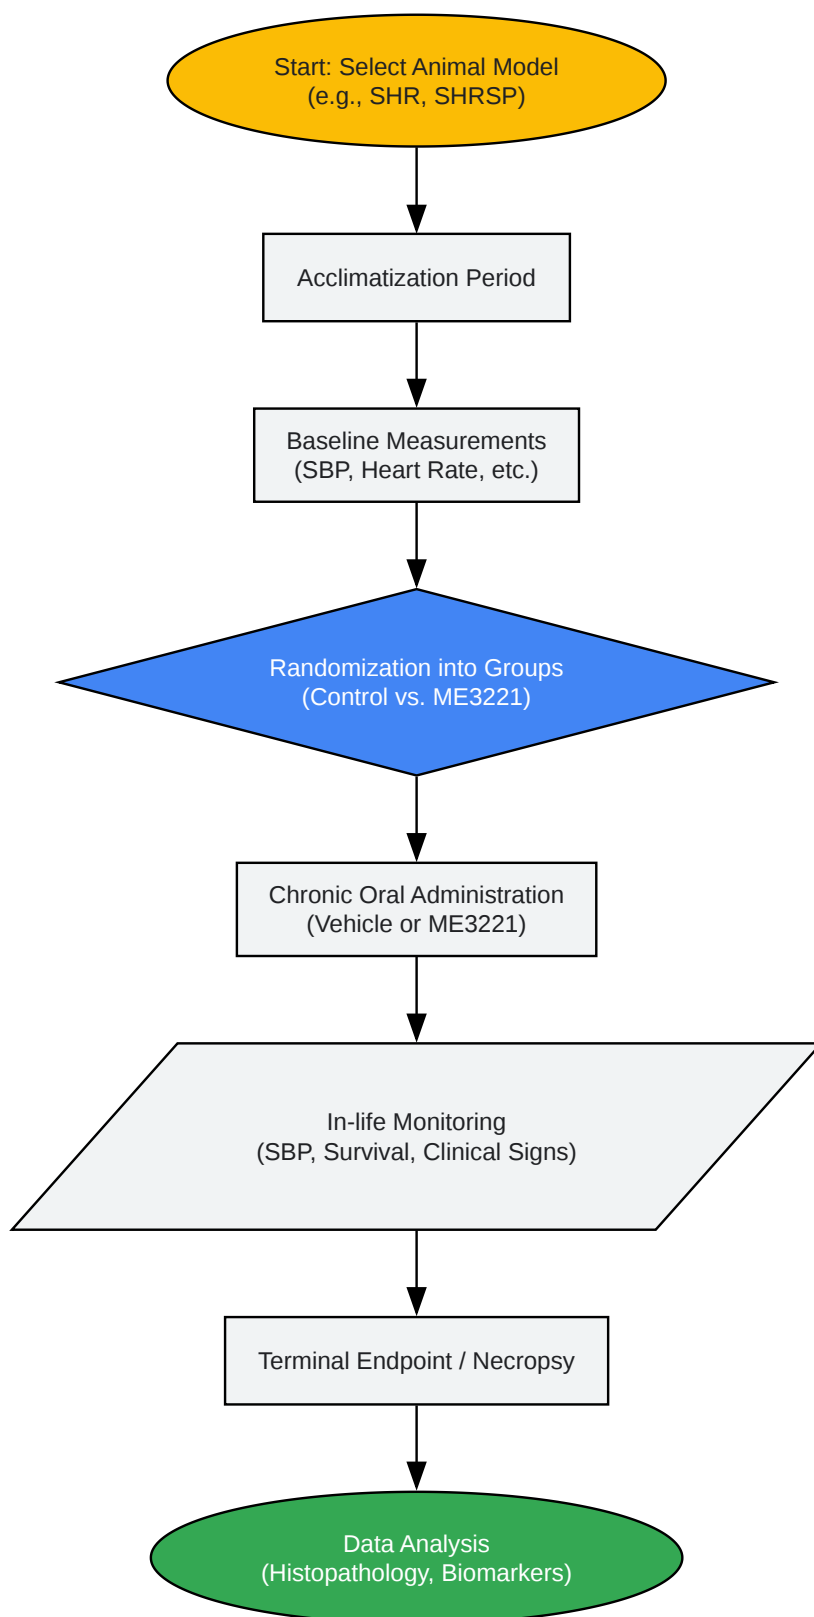 Start: Select Animal Model
(e.g., SHR, SHRSP)
Acclimatization Period
Baseline Measurements
(SBP, Heart Rate, etc.)
Randomization into Groups
(Control vs. ME3221)
Chronic Oral Administration
(Vehicle or ME3221)
In-life Monitoring
(SBP, Survival, Clinical Signs)
Terminal Endpoint / Necropsy
Data Analysis
(Histopathology, Biomarkers)